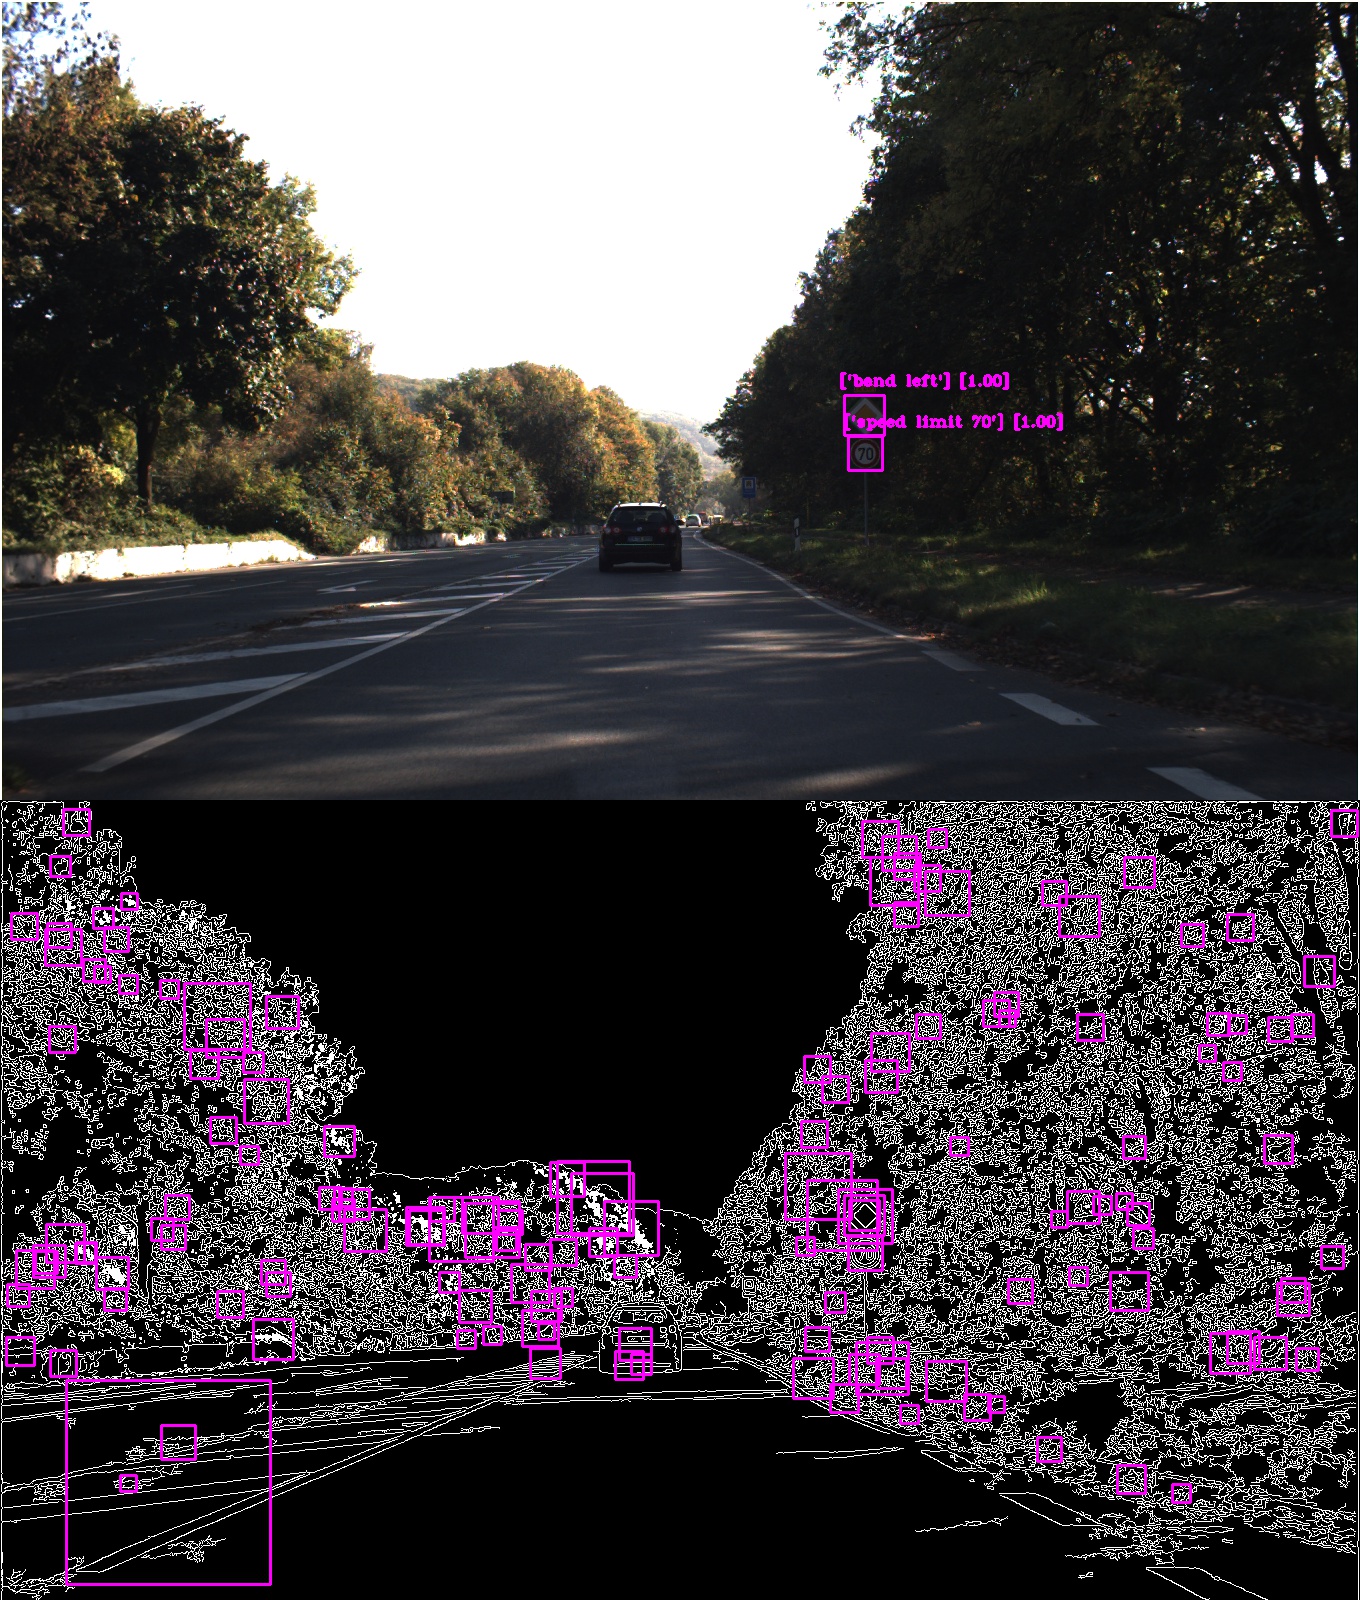 ['bend left'] [1.00]
['speed limit 70'] [1.00]
70